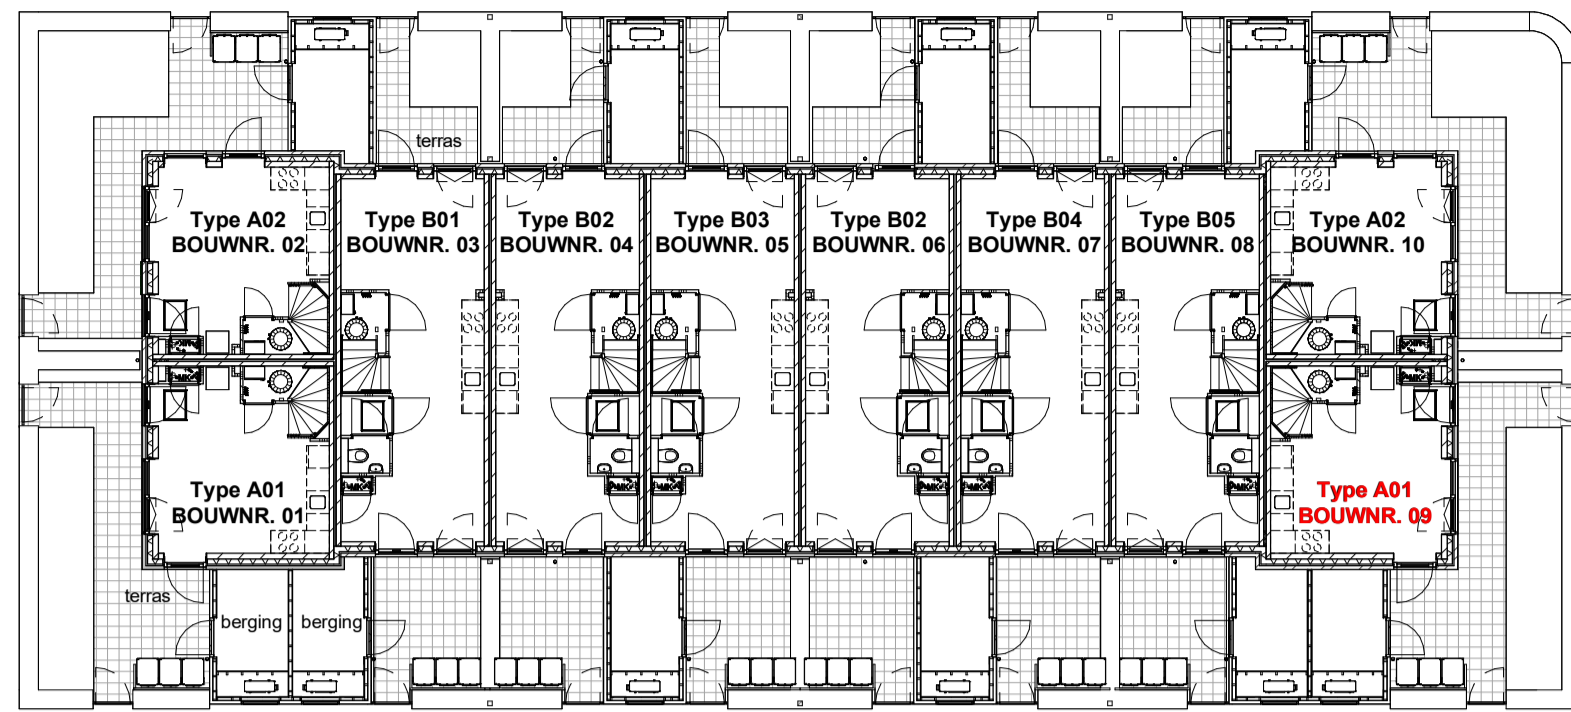 terras
Type A02
BOUWNR. 02
Type B01
BOUWNR. 03
Type B02
BOUWNR. 04
Type B03
BOUWNR. 05
Type B02
BOUWNR. 06
Type B04
BOUWNR. 07
Type B05
BOUWNR. 08
Type A02
BOUWNR. 10
Type A01
BOUWNR. 01
Type A01
BOUWNR. 09
terras
berging
berging